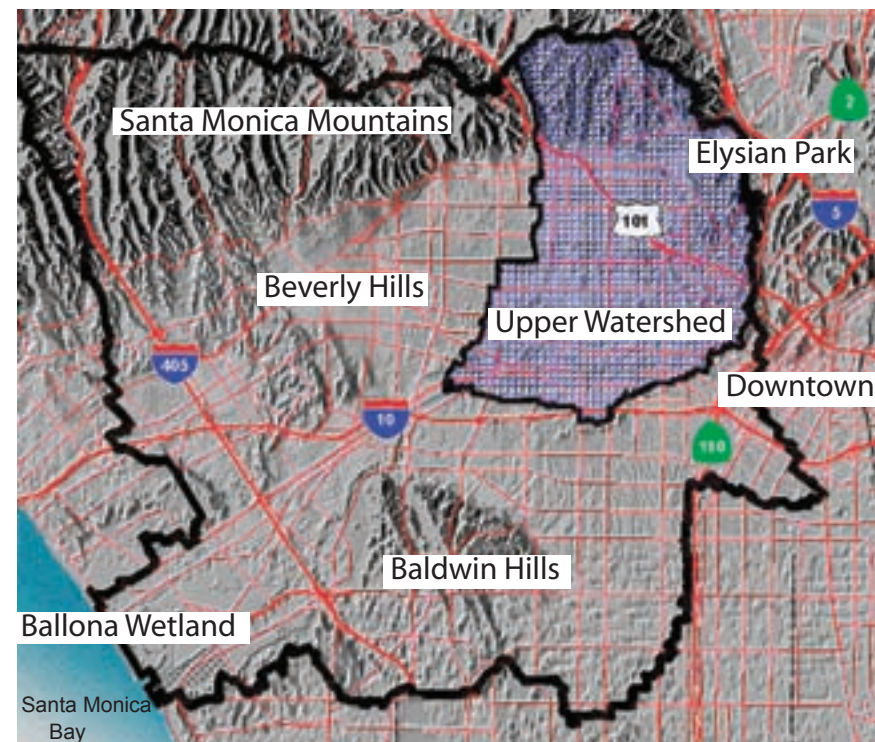 Santa Monica Mountains
2
Elysian Park
5
101
Beverly Hills
Upper Watershed
405
Downtown
10
180
Baldwin Hills
Ballona Wetland
Santa Monica
Bay